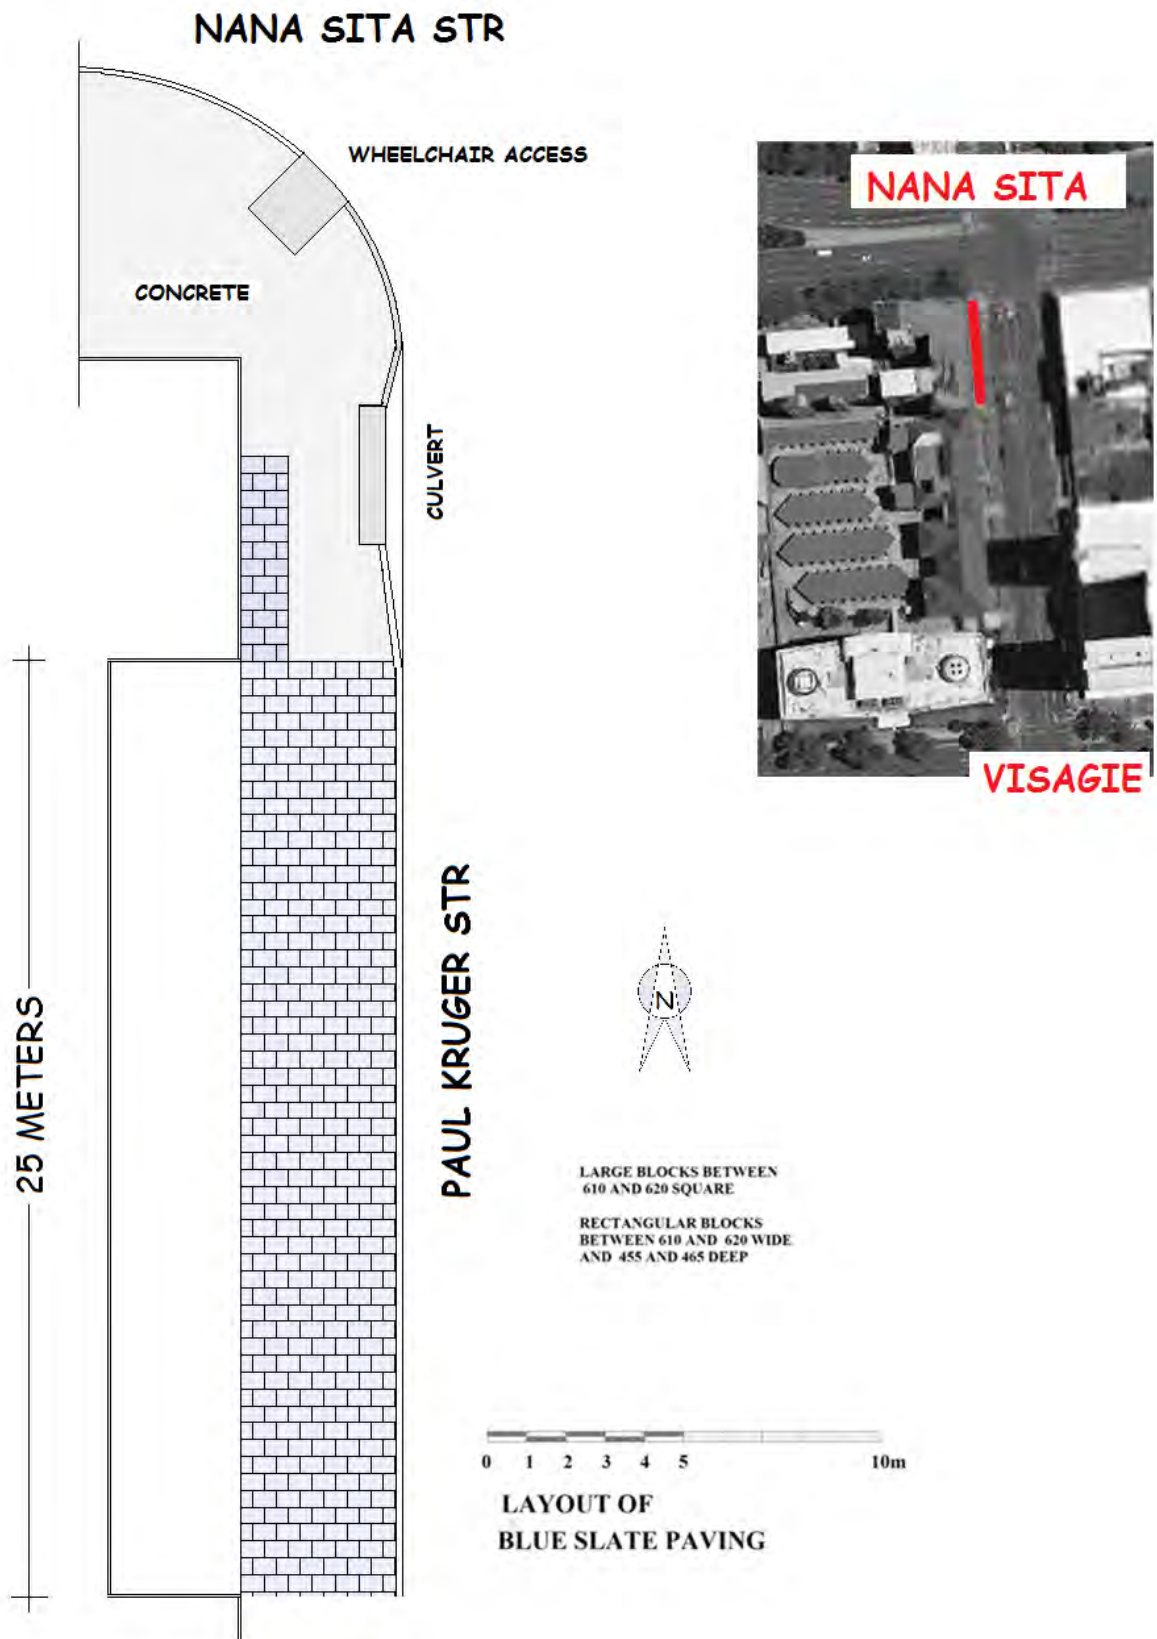 NANA SITA STR
WHEELCHAIR ACCESS
CONCRETE
CULVERT
NANA SITA
VISAGIE
25 METERS
PAUL KRUGER STR
N
LARGE BLOCKS BETWEEN
610 AND 620 SQUARE
RECTANGULAR BLOCKS
BETWEEN 610 AND 620 WIDE
AND 455 AND 465 DEEP
0 1 2 3 4 5 10m
LAYOUT OF
BLUE SLATE PAVING